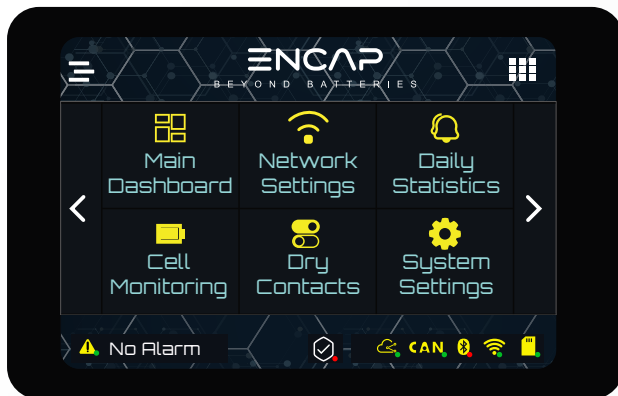 ENCAP
BEYOND BATTERIES
Main
Dashboard
Network
Settings
Daily
Statistics
Cell
Monitoring
Dry
Contacts
System
Settings
No Alarm
CAN